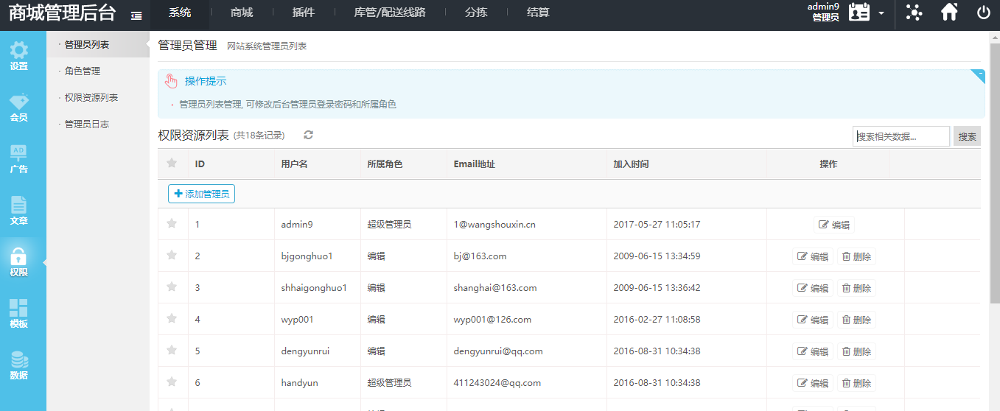 商城管理后台
系统 商城 插件 库管/配送线路 分拣 结算
admin9
管理员
设置
会员
AD
广告
文章
权限
模板
数据
· 管理员列表
· 角色管理
· 权限资源列表
· 管理员日志
管理员管理 网站系统管理员列表
操作提示
· 管理员列表管理, 可修改后台管理员登录密码和所属角色
权限资源列表 (共18条记录)
搜索相关数据... 搜索
ID 用户名 所属角色 Email地址 加入时间 操作
添加管理员
1 admin9 超级管理员 1@wangshouxin.cn 2017-05-27 11:05:17 编辑
2 bjgonghuo1 编辑 bj@163.com 2009-06-15 13:34:59 编辑 删除
3 shhaigonghuo1 编辑 shanghai@163.com 2009-06-15 13:36:42 编辑 删除
4 wyp001 编辑 wyp001@126.com 2016-02-27 11:08:58 编辑 删除
5 dengyunrui 编辑 dengyunrui@qq.com 2016-08-31 10:34:38 编辑 删除
6 handyun 超级管理员 411243024@qq.com 2016-08-31 10:34:38 编辑 删除